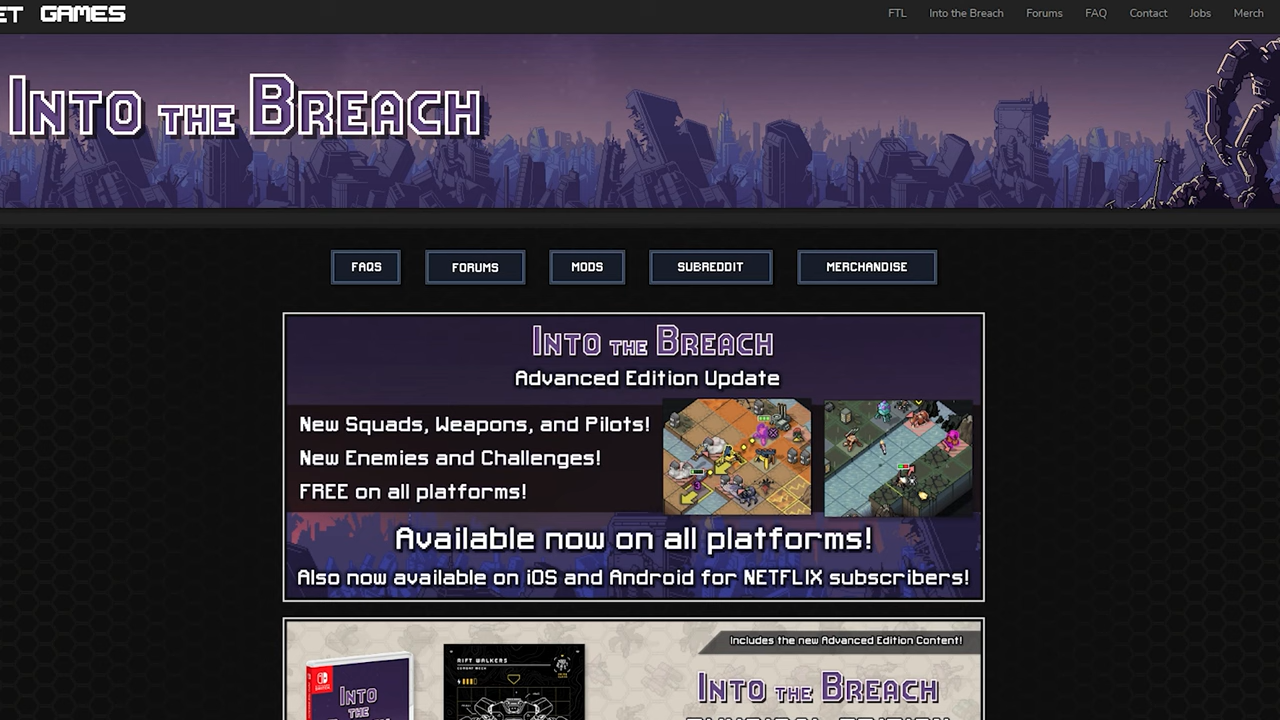 ET GAMES
FTL Into the Breach Forums FAQ Contact Jobs Merch
INTO THE BREACH
FAQS FORUMS MODS SUBREDDIT MERCHANDISE
INTO THE BREACH
Advanced Edition Update
New Squads, Weapons, and Pilots!
New Enemies and Challenges!
FREE on all platforms!
Available now on all platforms!
Also now available on iOS and Android for NETFLIX subscribers!
Includes the new Advanced Edition Content!
RIFT WALKERS
INTO THE BREACH
INTO
THE